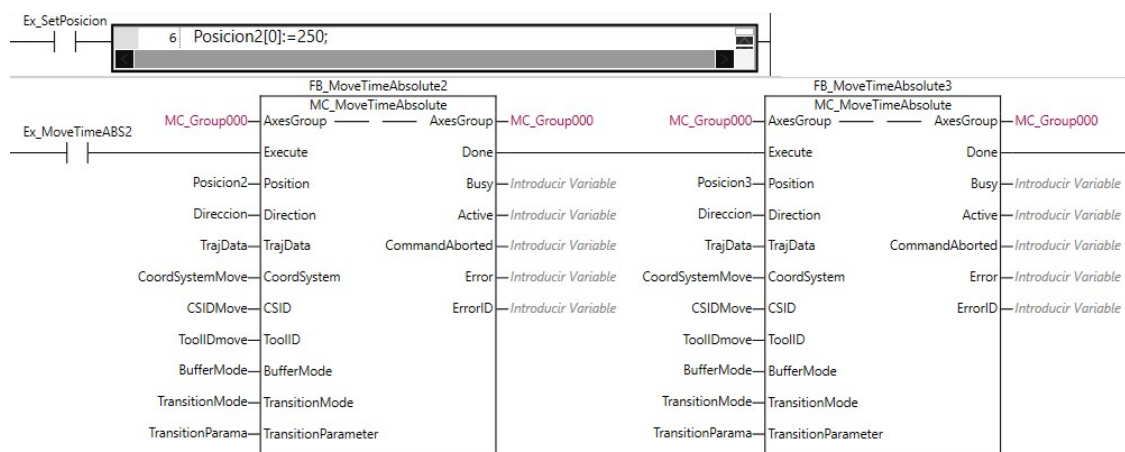 Ex_SetPosicion
6 Posicion2[0]:=250;
FB_MoveTimeAbsolute2 FB_MoveTimeAbsolute3
MC_MoveTimeAbsolute MC_MoveTimeAbsolute
MC_Group000 AxesGroup AxesGroup MC_Group000 MC_Group000 AxesGroup AxesGroup MC_Group000
Ex_MoveTimeABS2
Execute Done Execute Done
Posicion2 Position Busy Introducir Variable Posicion3 Position Busy Introducir Variable
Direccion Direction Active Introducir Variable Direccion Direction Active Introducir Variable
TrajData TrajData CommandAborted Introducir Variable TrajData TrajData CommandAborted Introducir Variable
CoordSystemMove CoordSystem Error Introducir Variable CoordSystemMove CoordSystem Error Introducir Variable
CSIDMove CSID ErrorID Introducir Variable CSIDMove CSID ErrorID Introducir Variable
ToolIDmove ToolID ToolIDmove ToolID
BufferMode BufferMode BufferMode BufferMode
TransitionMode TransitionMode TransitionMode TransitionMode
TransitionParama TransitionParameter TransitionParama TransitionParameter